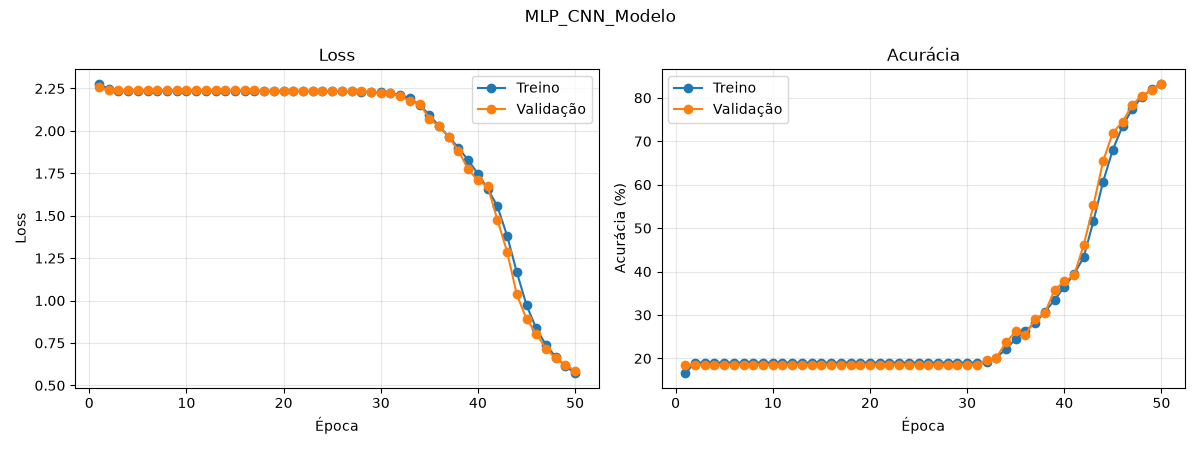 MLP_CNN_Modelo
Loss
Treino
Validação
2.25
2.00
1.75
1.50
1.25
1.00
0.75
0.50
Loss
0
10
20
30
40
50
Época
Acurácia
Treino
Validação
80
70
60
50
40
30
20
Acurácia (%)
0
10
20
30
40
50
Época